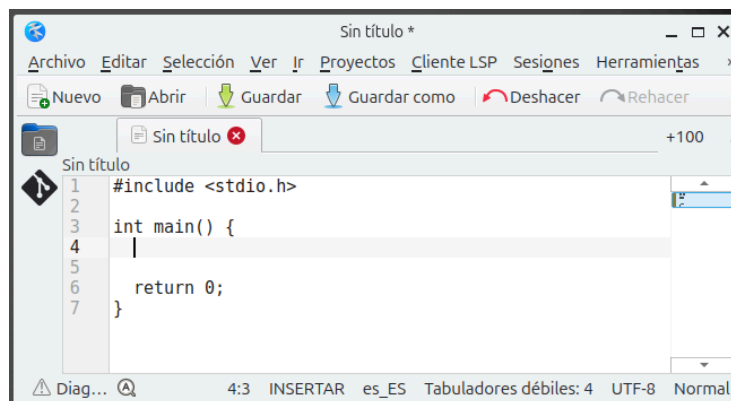 Sin título *
Archivo Editar Selección Ver Ir Proyectos Cliente LSP Sesiones Herramientas »
Nuevo Abrir Guardar Guardar como Deshacer Rehacer
Sin título +100
Sin título
1 #include <stdio.h>
2
3 int main() {
4
5
6 return 0;
7 }
Diag... 4:3 INSERTAR es_ES Tabuladores débiles: 4 UTF-8 Normal